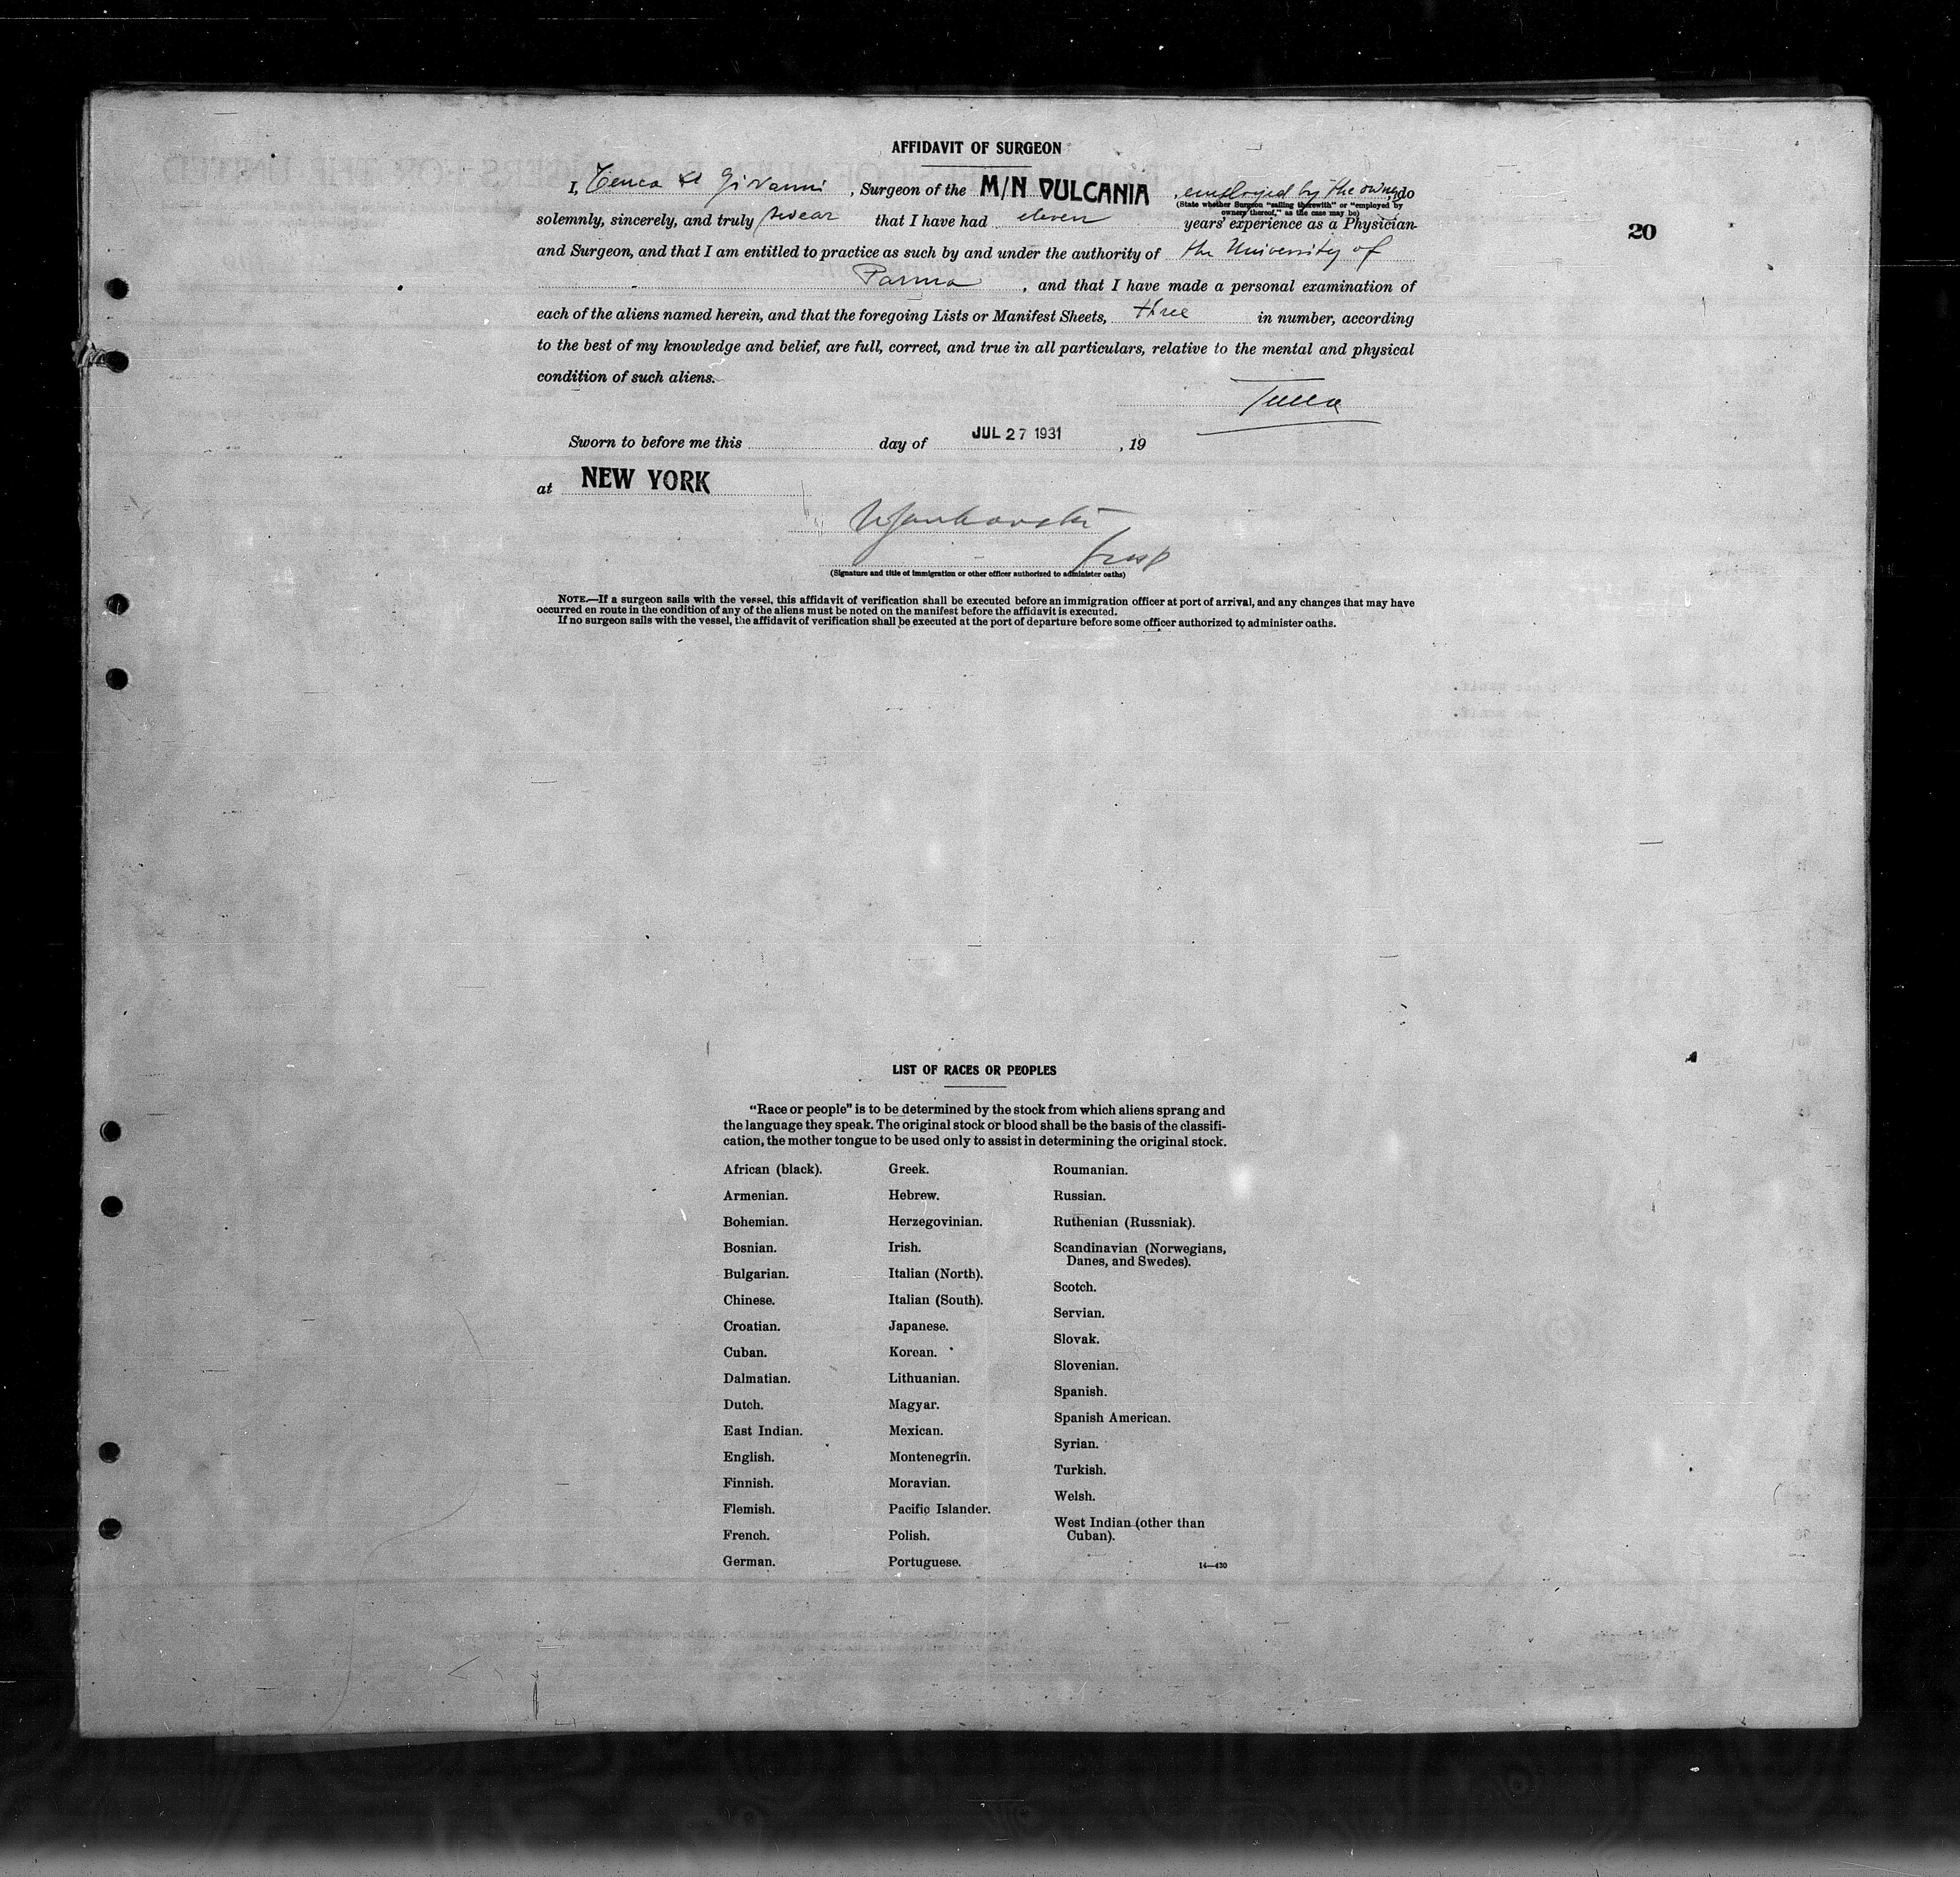 AFFIDAVIT OF SURGEON
20
I, Tenca di Giovanni, Surgeon of the M/N VULCANIA, employed by the owners, do
(State whether Surgeon "sailing therewith" or "employed by
owners thereof," as the case may be)
solemnly, sincerely, and truly swear that I have had eleven years' experience as a Physician
and Surgeon, and that I am entitled to practice as such by and under the authority of the University of
Parma, and that I have made a personal examination of
each of the aliens named herein, and that the foregoing Lists or Manifest Sheets, three in number, according
to the best of my knowledge and belief, are full, correct, and true in all particulars, relative to the mental and physical
condition of such aliens.
Tenca
Sworn to before me this day of JUL 27 1931, 19
at NEW YORK
Insp
(Signature and title of immigration or other officer authorized to administer oaths)
NOTE.—If a surgeon sails with the vessel, this affidavit of verification shall be executed before an immigration officer at port of arrival, and any changes that may have
occurred en route in the condition of any of the aliens must be noted on the manifest before the affidavit is executed.
If no surgeon sails with the vessel, the affidavit of verification shall be executed at the port of departure before some officer authorized to administer oaths.
LIST OF RACES OR PEOPLES
"Race or people" is to be determined by the stock from which aliens sprang and
the language they speak. The original stock or blood shall be the basis of the classifi-
cation, the mother tongue to be used only to assist in determining the original stock.
African (black).
Armenian.
Bohemian.
Bosnian.
Bulgarian.
Chinese.
Croatian.
Cuban.
Dalmatian.
Dutch.
East Indian.
English.
Finnish.
Flemish.
French.
German.
Greek.
Hebrew.
Herzegovinian.
Irish.
Italian (North).
Italian (South).
Japanese.
Korean.
Lithuanian.
Magyar.
Mexican.
Montenegrin.
Moravian.
Pacific Islander.
Polish.
Portuguese.
Roumanian.
Russian.
Ruthenian (Russniak).
Scandinavian (Norwegians,
Danes, and Swedes).
Scotch.
Servian.
Slovak.
Slovenian.
Spanish.
Spanish American.
Syrian.
Turkish.
Welsh.
West Indian (other than
Cuban).
14—430